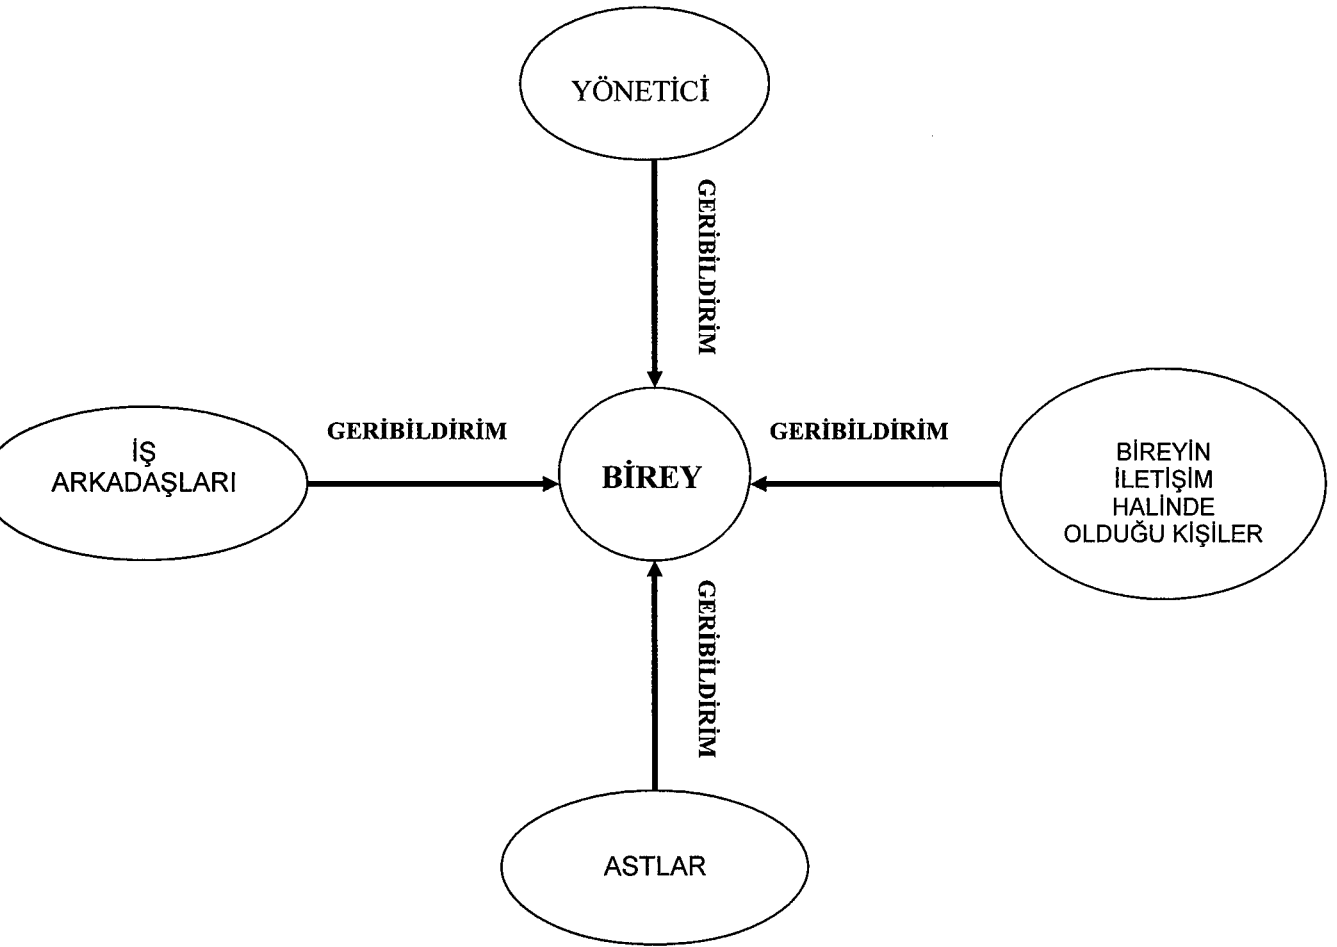 YÖNETİCİ
GERİBİLDİRİM
İŞ
ARKADAŞLARI
GERİBİLDİRİM
BİREY
GERİBİLDİRİM
BİREYİN
İLETİŞİM
HALİNDE
OLDUĞU KİŞİLER
GERİBİLDİRİM
ASTLAR